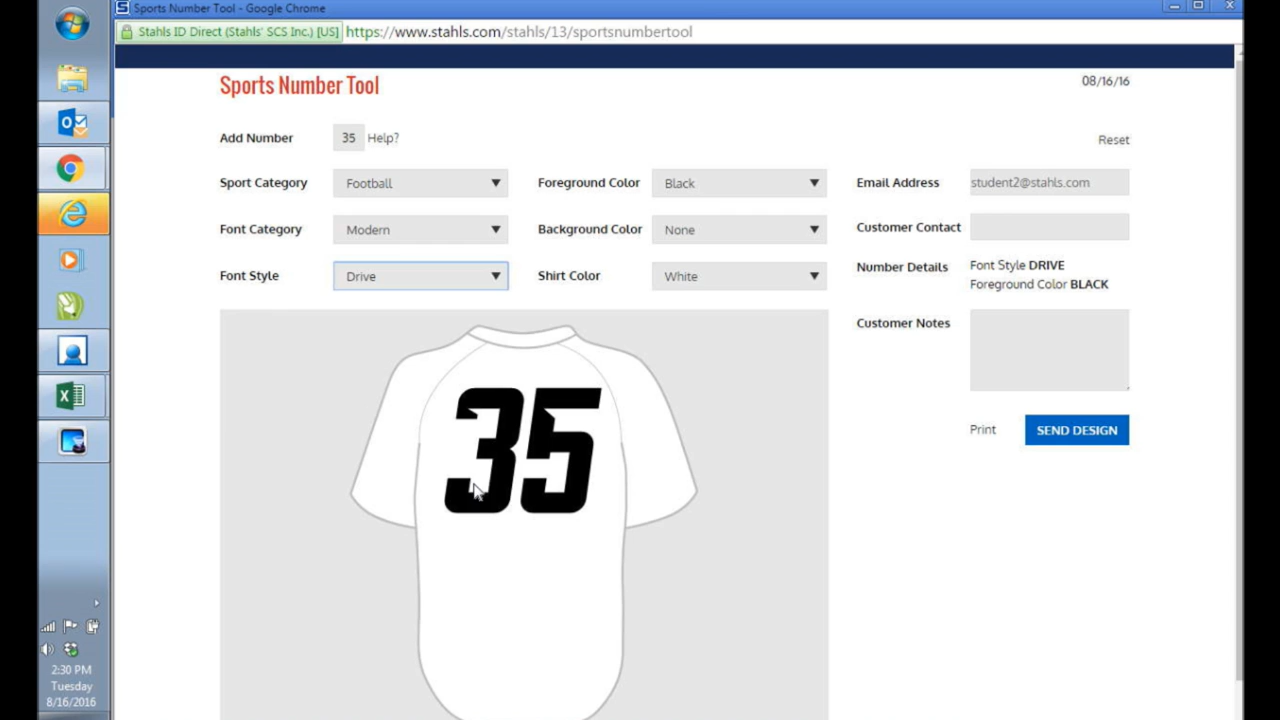 Sports Number Tool - Google Chrome
Stahls ID Direct (Stahls' SCS Inc.) [US] https://www.stahls.com/stahls/13/sportsnumbertool
Sports Number Tool
08/16/16
Add Number 35 Help?
Reset
Sport Category Football Foreground Color Black Email Address student2@stahls.com
Font Category Modern Background Color None Customer Contact
Font Style Drive Shirt Color White Number Details Font Style DRIVE
Foreground Color BLACK
Customer Notes
35
Print SEND DESIGN
2:30 PM
Tuesday
8/16/2016